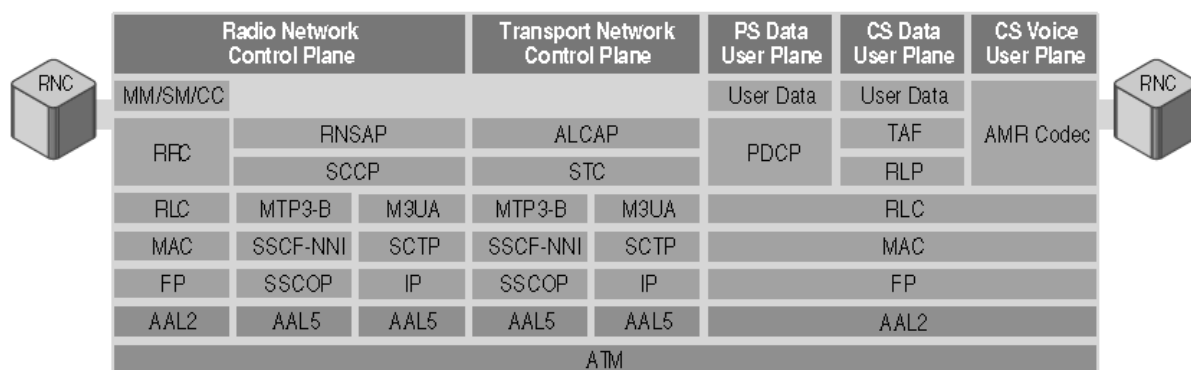 Radio Network
Control Plane
Transport Network
Control Plane
PS Data
User Plane
CS Data
User Plane
CS Voice
User Plane
RNC
RNC
MM/SM/CC
User Data
User Data
AMR Codec
RRC
RNSAP
ALCAP
PDCP
TAF
SCCP
STC
RLP
RLC
MTP3-B
M3UA
MTP3-B
M3UA
RLC
MAC
SSCF-NNI
SCTP
SSCF-NNI
SCTP
MAC
FP
SSCOP
IP
SSCOP
IP
FP
AAL2
AAL5
AAL5
AAL5
AAL5
AAL2
ATM